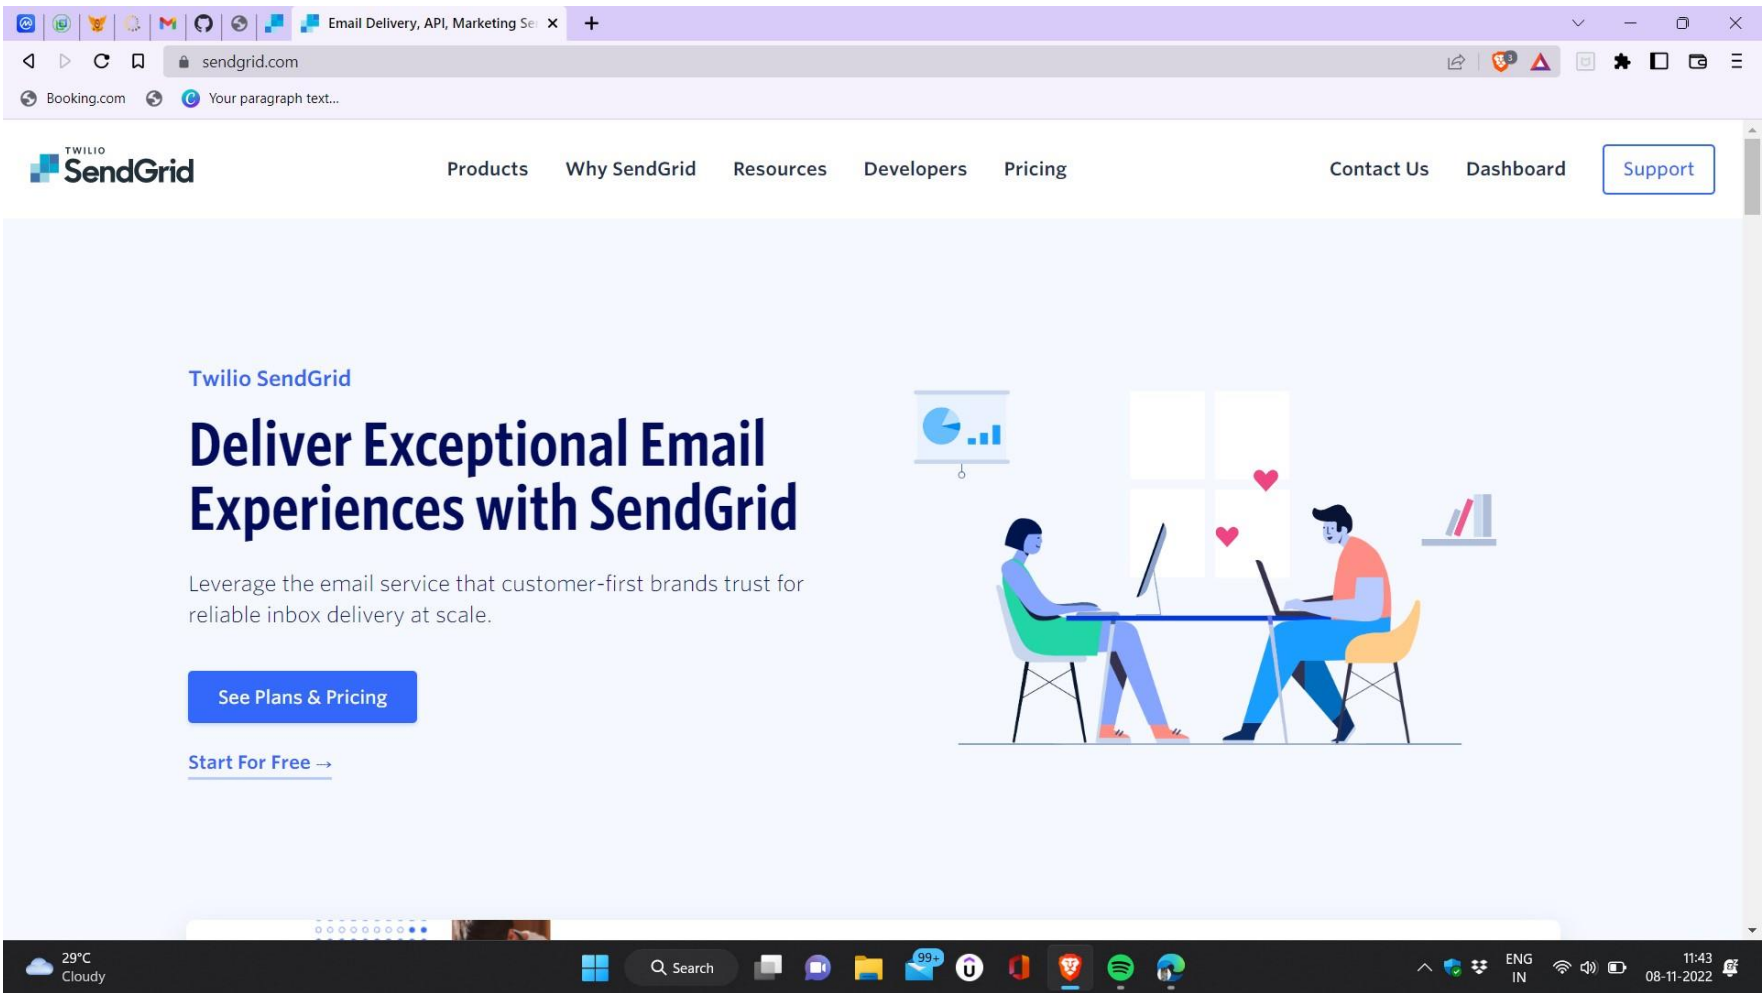 Email Delivery, API, Marketing Se
sendgrid.com
3
Booking.com
Your paragraph text...
TWILIO
SendGrid
Products
Why SendGrid
Resources
Developers
Pricing
Contact Us
Dashboard
Support
Twilio SendGrid
Deliver Exceptional Email
Experiences with SendGrid
Leverage the email service that customer-first brands trust for
reliable inbox delivery at scale.
See Plans & Pricing
Start For Free →
29°C
Cloudy
Search
99+
ENG
IN
11:43
08-11-2022